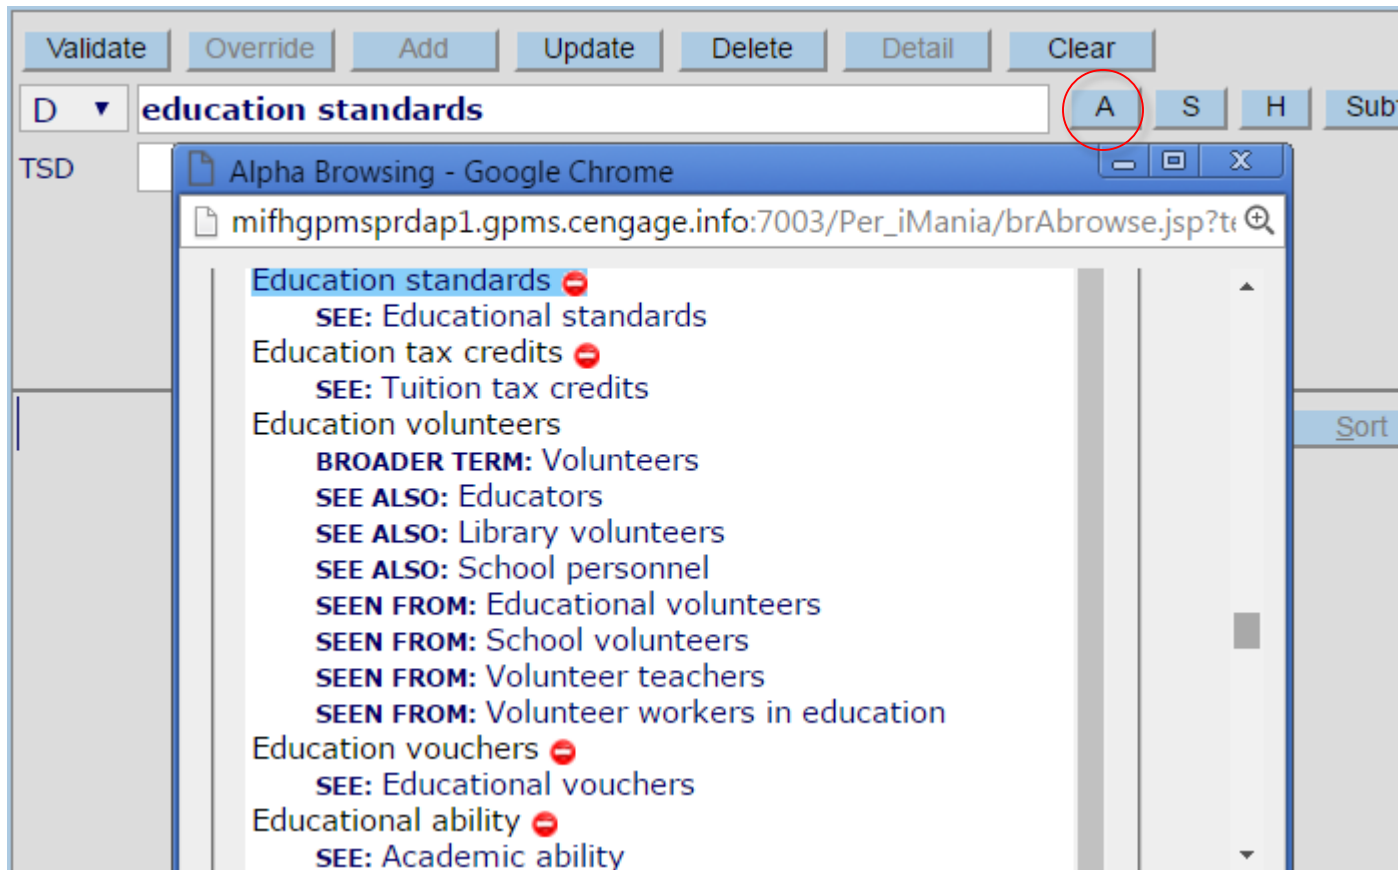 Validate Override Add Update Delete Detail Clear
D education standards A S H
TSD
Alpha Browsing - Google Chrome
mifhgpmsprdap1.gpms.cengage.info:7003/Per_iMania/brAbrowse.jsp?te
Education standards
SEE: Educational standards
Education tax credits
SEE: Tuition tax credits
Education volunteers
Sort
BROADER TERM: Volunteers
SEE ALSO: Educators
SEE ALSO: Library volunteers
SEE ALSO: School personnel
SEEN FROM: Educational volunteers
SEEN FROM: School volunteers
SEEN FROM: Volunteer teachers
SEEN FROM: Volunteer workers in education
Education vouchers
SEE: Educational vouchers
Educational ability
SEE: Academic ability